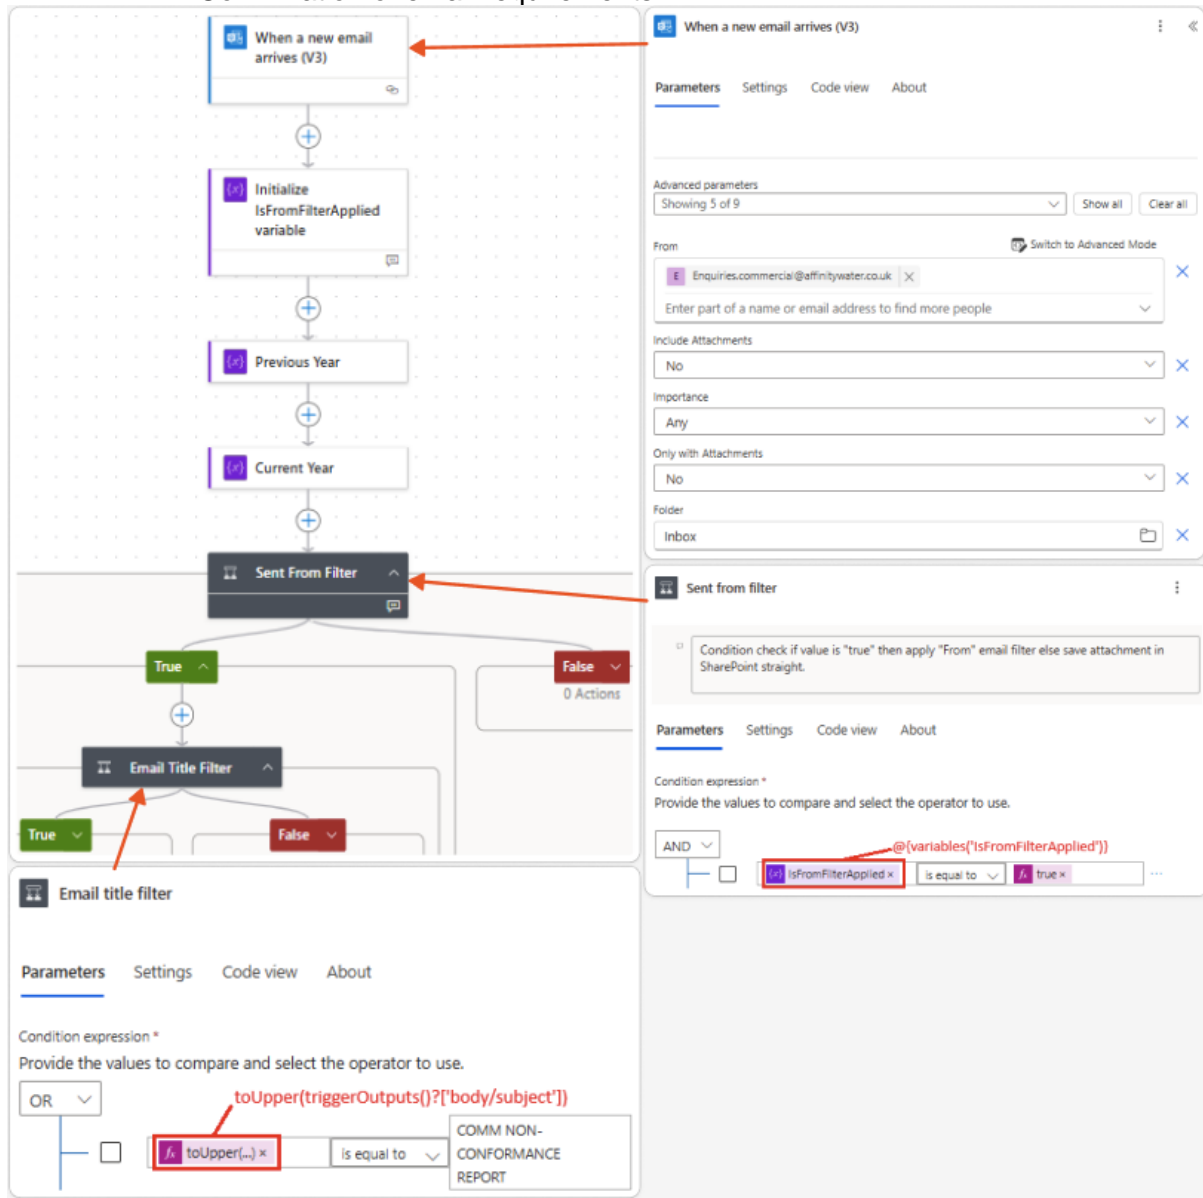 When a new email
arrives (V3)
Initialize
IsFromFilterApplied
variable
Previous Year
Current Year
Sent From Filter
True
False
0 Actions
Email Title Filter
True
False
When a new email arrives (V3)
Parameters Settings Code view About
Advanced parameters
Showing 5 of 9 Show all Clear all
From Switch to Advanced Mode
E Enquiries.commercial@affinitywater.co.uk ×
Enter part of a name or email address to find more people
Include Attachments
No
Importance
Any
Only with Attachments
No
Folder
Inbox
Sent from filter
Condition check if value is "true" then apply "From" email filter else save attachment in
SharePoint straight.
Parameters Settings Code view About
Condition expression *
Provide the values to compare and select the operator to use.
AND
@{variables('IsFromFilterApplied')}
{x} IsFromFilterApplied × is equal to fx true × ...
Email title filter
Parameters Settings Code view About
Condition expression *
Provide the values to compare and select the operator to use.
OR
toUpper(triggerOutputs()?['body/subject'])
fx toUpper(...) × is equal to
COMM NON-
CONFORMANCE
REPORT